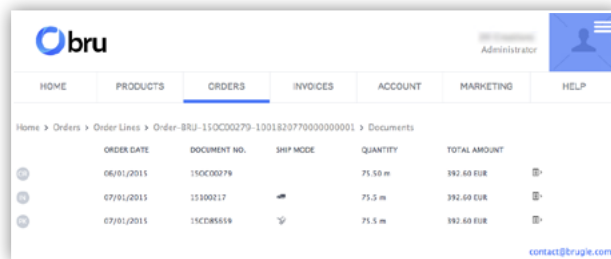 bru
Administrator
HOME PRODUCTS ORDERS INVOICES ACCOUNT MARKETING HELP
Home > Orders > Order Lines > Order-BRU-15OC00279-1001820770000000001 > Documents
ORDER DATE DOCUMENT NO. SHIP MODE QUANTITY TOTAL AMOUNT
06/01/2015 15OC00279 75.50 m 392.60 EUR
07/01/2015 15100217 75.5 m 392.60 EUR
07/01/2015 15CD85659 75.5 m 392.60 EUR
contact@brugle.com